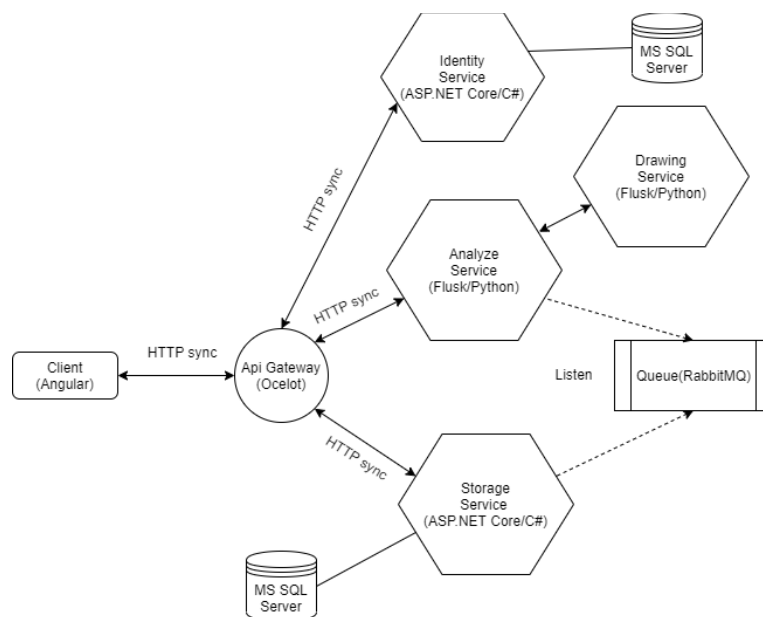 Identity
Service
(ASP.NET Core/C#)
MS SQL
Server
Drawing
Service
(Flusk/Python)
HTTP sync
Analyze
Service
(Flusk/Python)
HTTP sync
HTTP sync
Client
(Angular)
Api Gateway
(Ocelot)
Listen
Queue(RabbitMQ)
HTTP sync
Storage
Service
(ASP.NET Core/C#)
MS SQL
Server